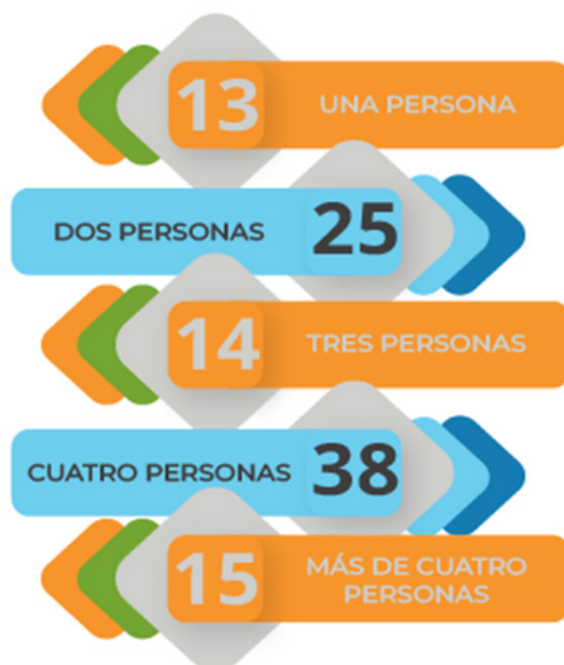 13 UNA PERSONA
DOS PERSONAS 25
14 TRES PERSONAS
CUATRO PERSONAS 38
15 MÁS DE CUATRO
PERSONAS